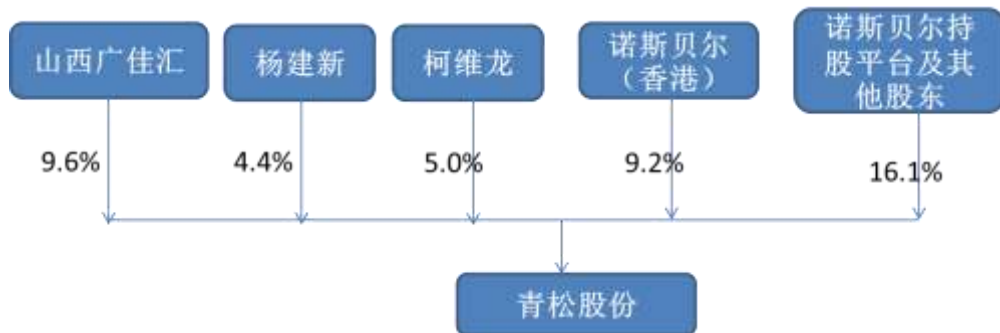 山西广佳汇
杨建新
柯维龙
诺斯贝尔
（香港）
诺斯贝尔持
股平台及其
他股东
9.6%
4.4%
5.0%
9.2%
16.1%
青松股份